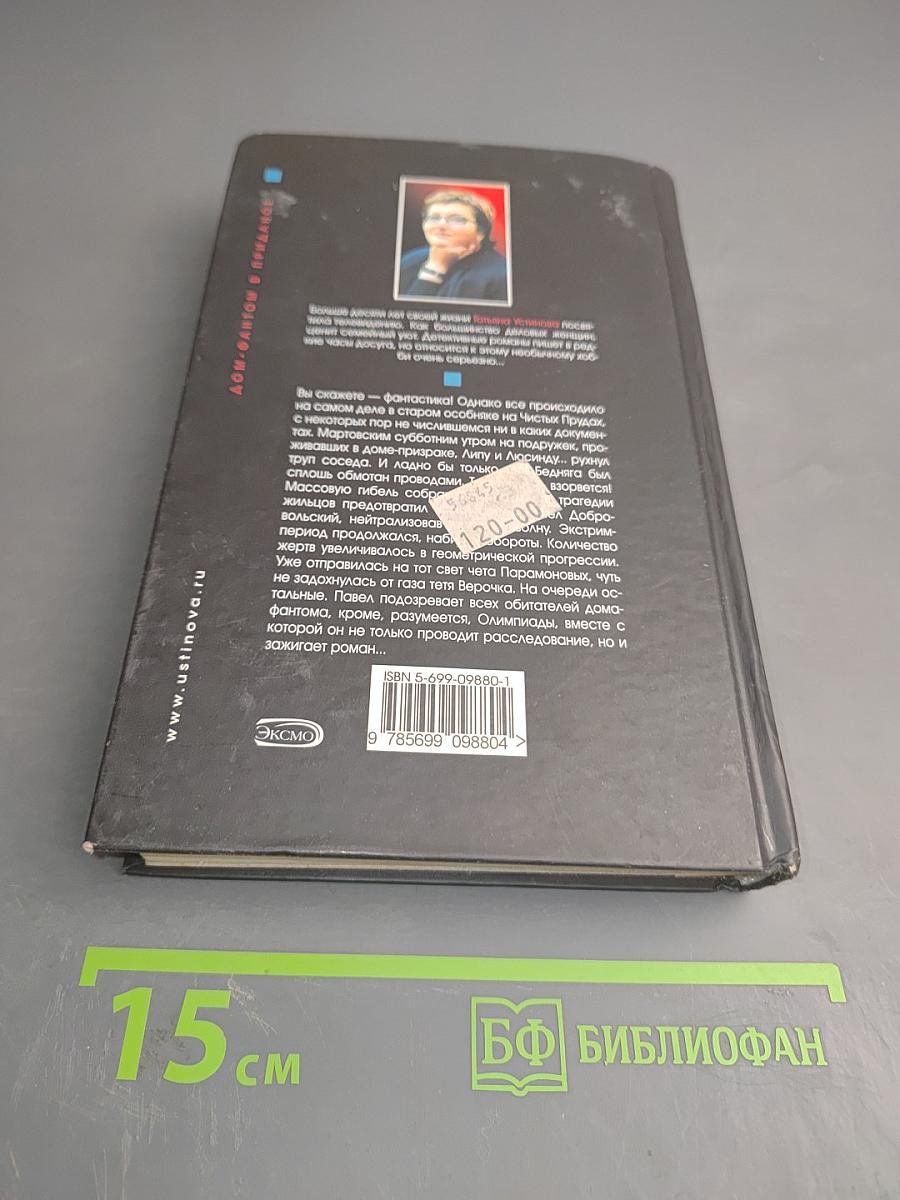 ДОМ-ФАНТОМ В ПРИДАНОЕ
www.ustinova.ru
Больше десяти лет своей жизни Татьяна Устинова посвя-
тила телевидению. Как большинство деловых женщин,
ценит семейный уют. Детективные романы пишет в ред-
кие часы досуга, но относится к этому необычному хоб-
би очень серьезно...
Вы скажете — фантастика! Однако все происходило
на самом деле в старом особняке на Чистых Прудах,
с некоторых пор не числившемся ни в каких докумен-
тах. Мартовским субботним утром на подружек, про-
живавших в доме-призраке, Липу и Люсинду... рухнул
труп соседа. И ладно бы только Бедняга был
сплошь обмотан проводами. взорвется!
Массовую гибель трагедии
жильцов предотвратил Добро-
вольский, нейтрализовав волну. Экстрим-
период продолжался, обороты. Количество
жертв увеличивалось в геометрической прогрессии.
Уже отправилась на тот свет чета Парамоновых, чуть
не задохнулась от газа тетя Верочка. На очереди ос-
тальные. Павел подозревает всех обитателей дома-
фантома, кроме, разумеется, Олимпиады, вместе с
которой он не только проводит расследование, но и
зажигает роман...
120-00
ISBN 5-699-09880-1
9 785699 098804 >
ЭКСМО
15 см
БФ БИБЛИОФАН